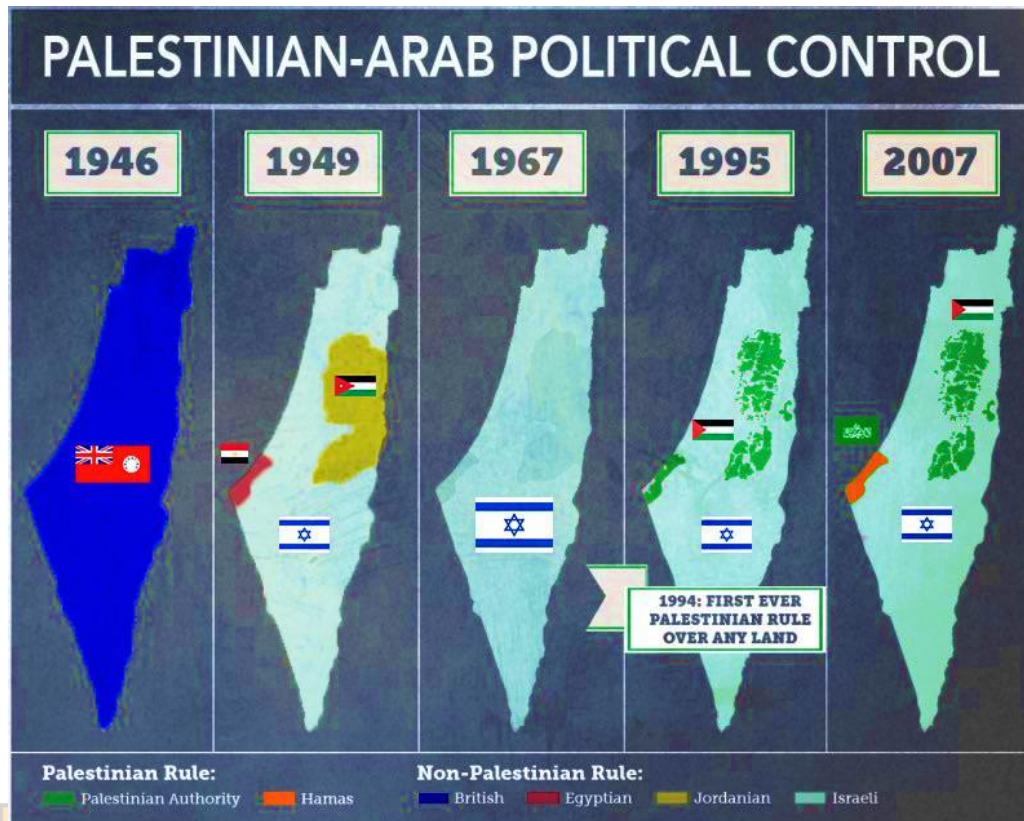 PALESTINIAN-ARAB POLITICAL CONTROL
1946
1949
1967
1995
2007
1994: FIRST EVER
PALESTINIAN RULE
OVER ANY LAND
Palestinian Rule:
Palestinian Authority
Hamas
Non-Palestinian Rule:
British
Egyptian
Jordanian
Israeli